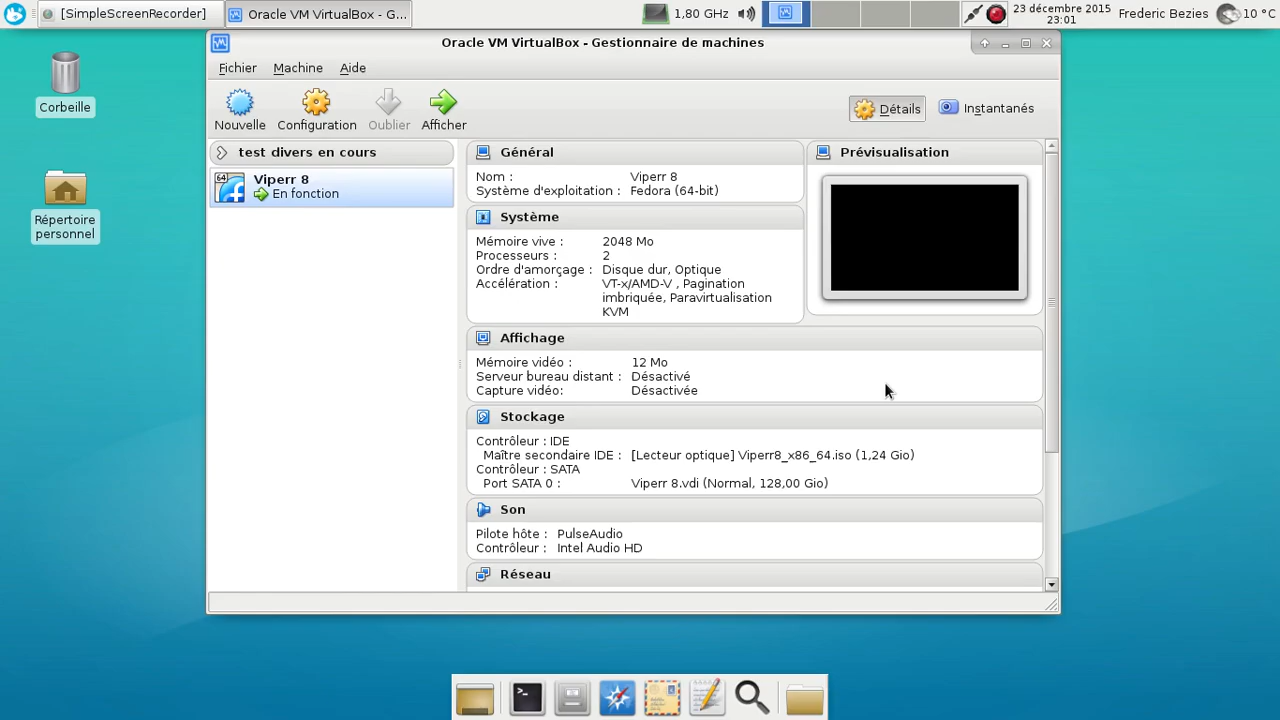 [SimpleScreenRecorder]
Oracle VM VirtualBox - G...
1,80 GHz
23 décembre 2015
23:01
Frederic Bezies
10 °C
Oracle VM VirtualBox - Gestionnaire de machines
Fichier Machine Aide
Nouvelle Configuration Oublier Afficher
Détails Instantanés
Corbeille
Répertoire
personnel
test divers en cours
64
Viperr 8
En fonction
Général
Nom : Viperr 8
Système d'exploitation : Fedora (64-bit)
Prévisualisation
Système
Mémoire vive : 2048 Mo
Processeurs : 2
Ordre d'amorçage : Disque dur, Optique
Accélération : VT-x/AMD-V , Pagination
imbriquée, Paravirtualisation
KVM
Affichage
Mémoire vidéo : 12 Mo
Serveur bureau distant : Désactivé
Capture vidéo: Désactivée
Stockage
Contrôleur : IDE
Maître secondaire IDE : [Lecteur optique] Viperr8_x86_64.iso (1,24 Gio)
Contrôleur : SATA
Port SATA 0 : Viperr 8.vdi (Normal, 128,00 Gio)
Son
Pilote hôte : PulseAudio
Contrôleur : Intel Audio HD
Réseau